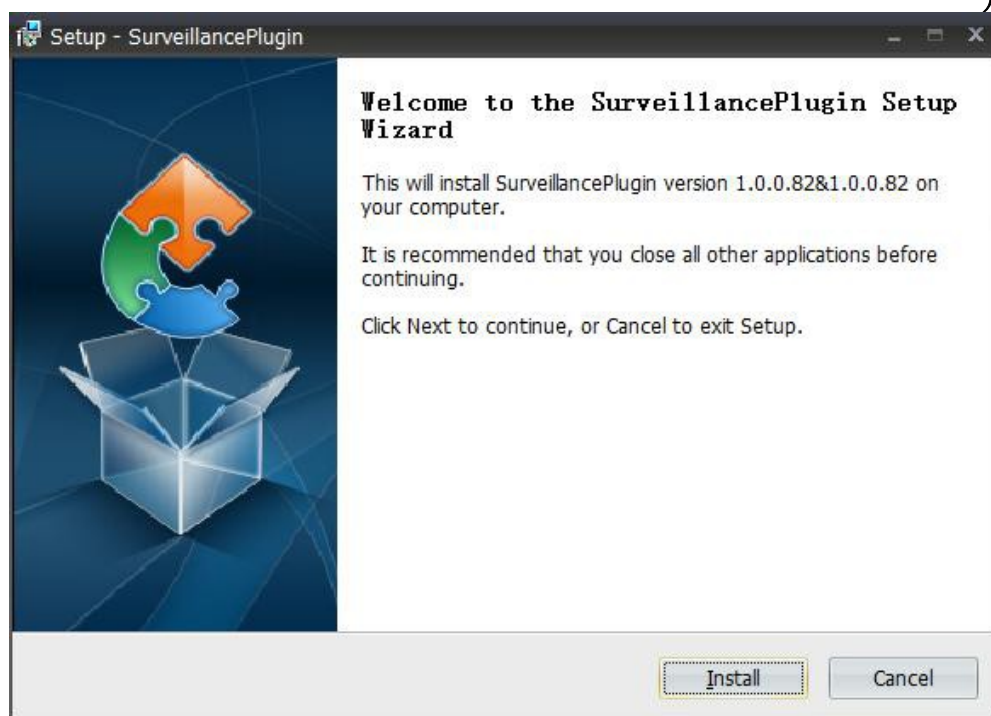 Setup - SurveillancePlugin
Welcome to the SurveillancePlugin Setup
Wizard
This will install SurveillancePlugin version 1.0.0.82&1.0.0.82 on
your computer.
It is recommended that you close all other applications before
continuing.
Click Next to continue, or Cancel to exit Setup.
Install
Cancel